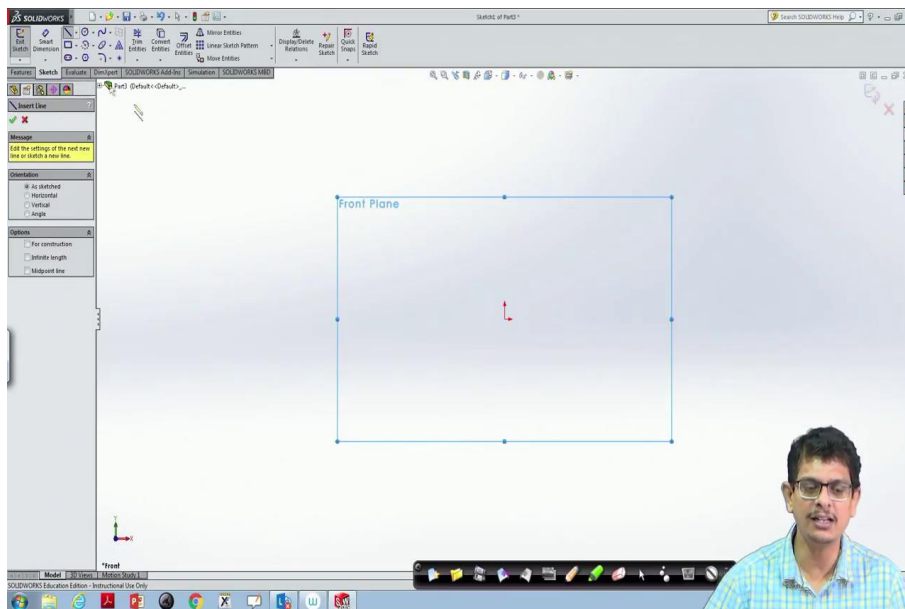 SOLIDWORKS
Sketch1 of Part3 *
Search SOLIDWORKS Help
Exit Sketch
Smart Dimension
Trim Entities
Convert Entities
Offset Entities
Mirror Entities
Linear Sketch Pattern
Move Entities
Display/Delete Relations
Repair Sketch
Quick Snaps
Rapid Sketch
Features
Sketch
Evaluate
DimXpert
SOLIDWORKS Add-Ins
Simulation
SOLIDWORKS MBD
Part3 (Default<<Default>_...
Insert Line
?
Message
Edit the settings of the next new
line or sketch a new line.
Orientation
As sketched
Horizontal
Vertical
Angle
Options
For construction
Infinite length
Midpoint line
Front Plane
Y
X
*Front
Model
3D Views
Motion Study 1
SOLIDWORKS Education Edition - Instructional Use Only